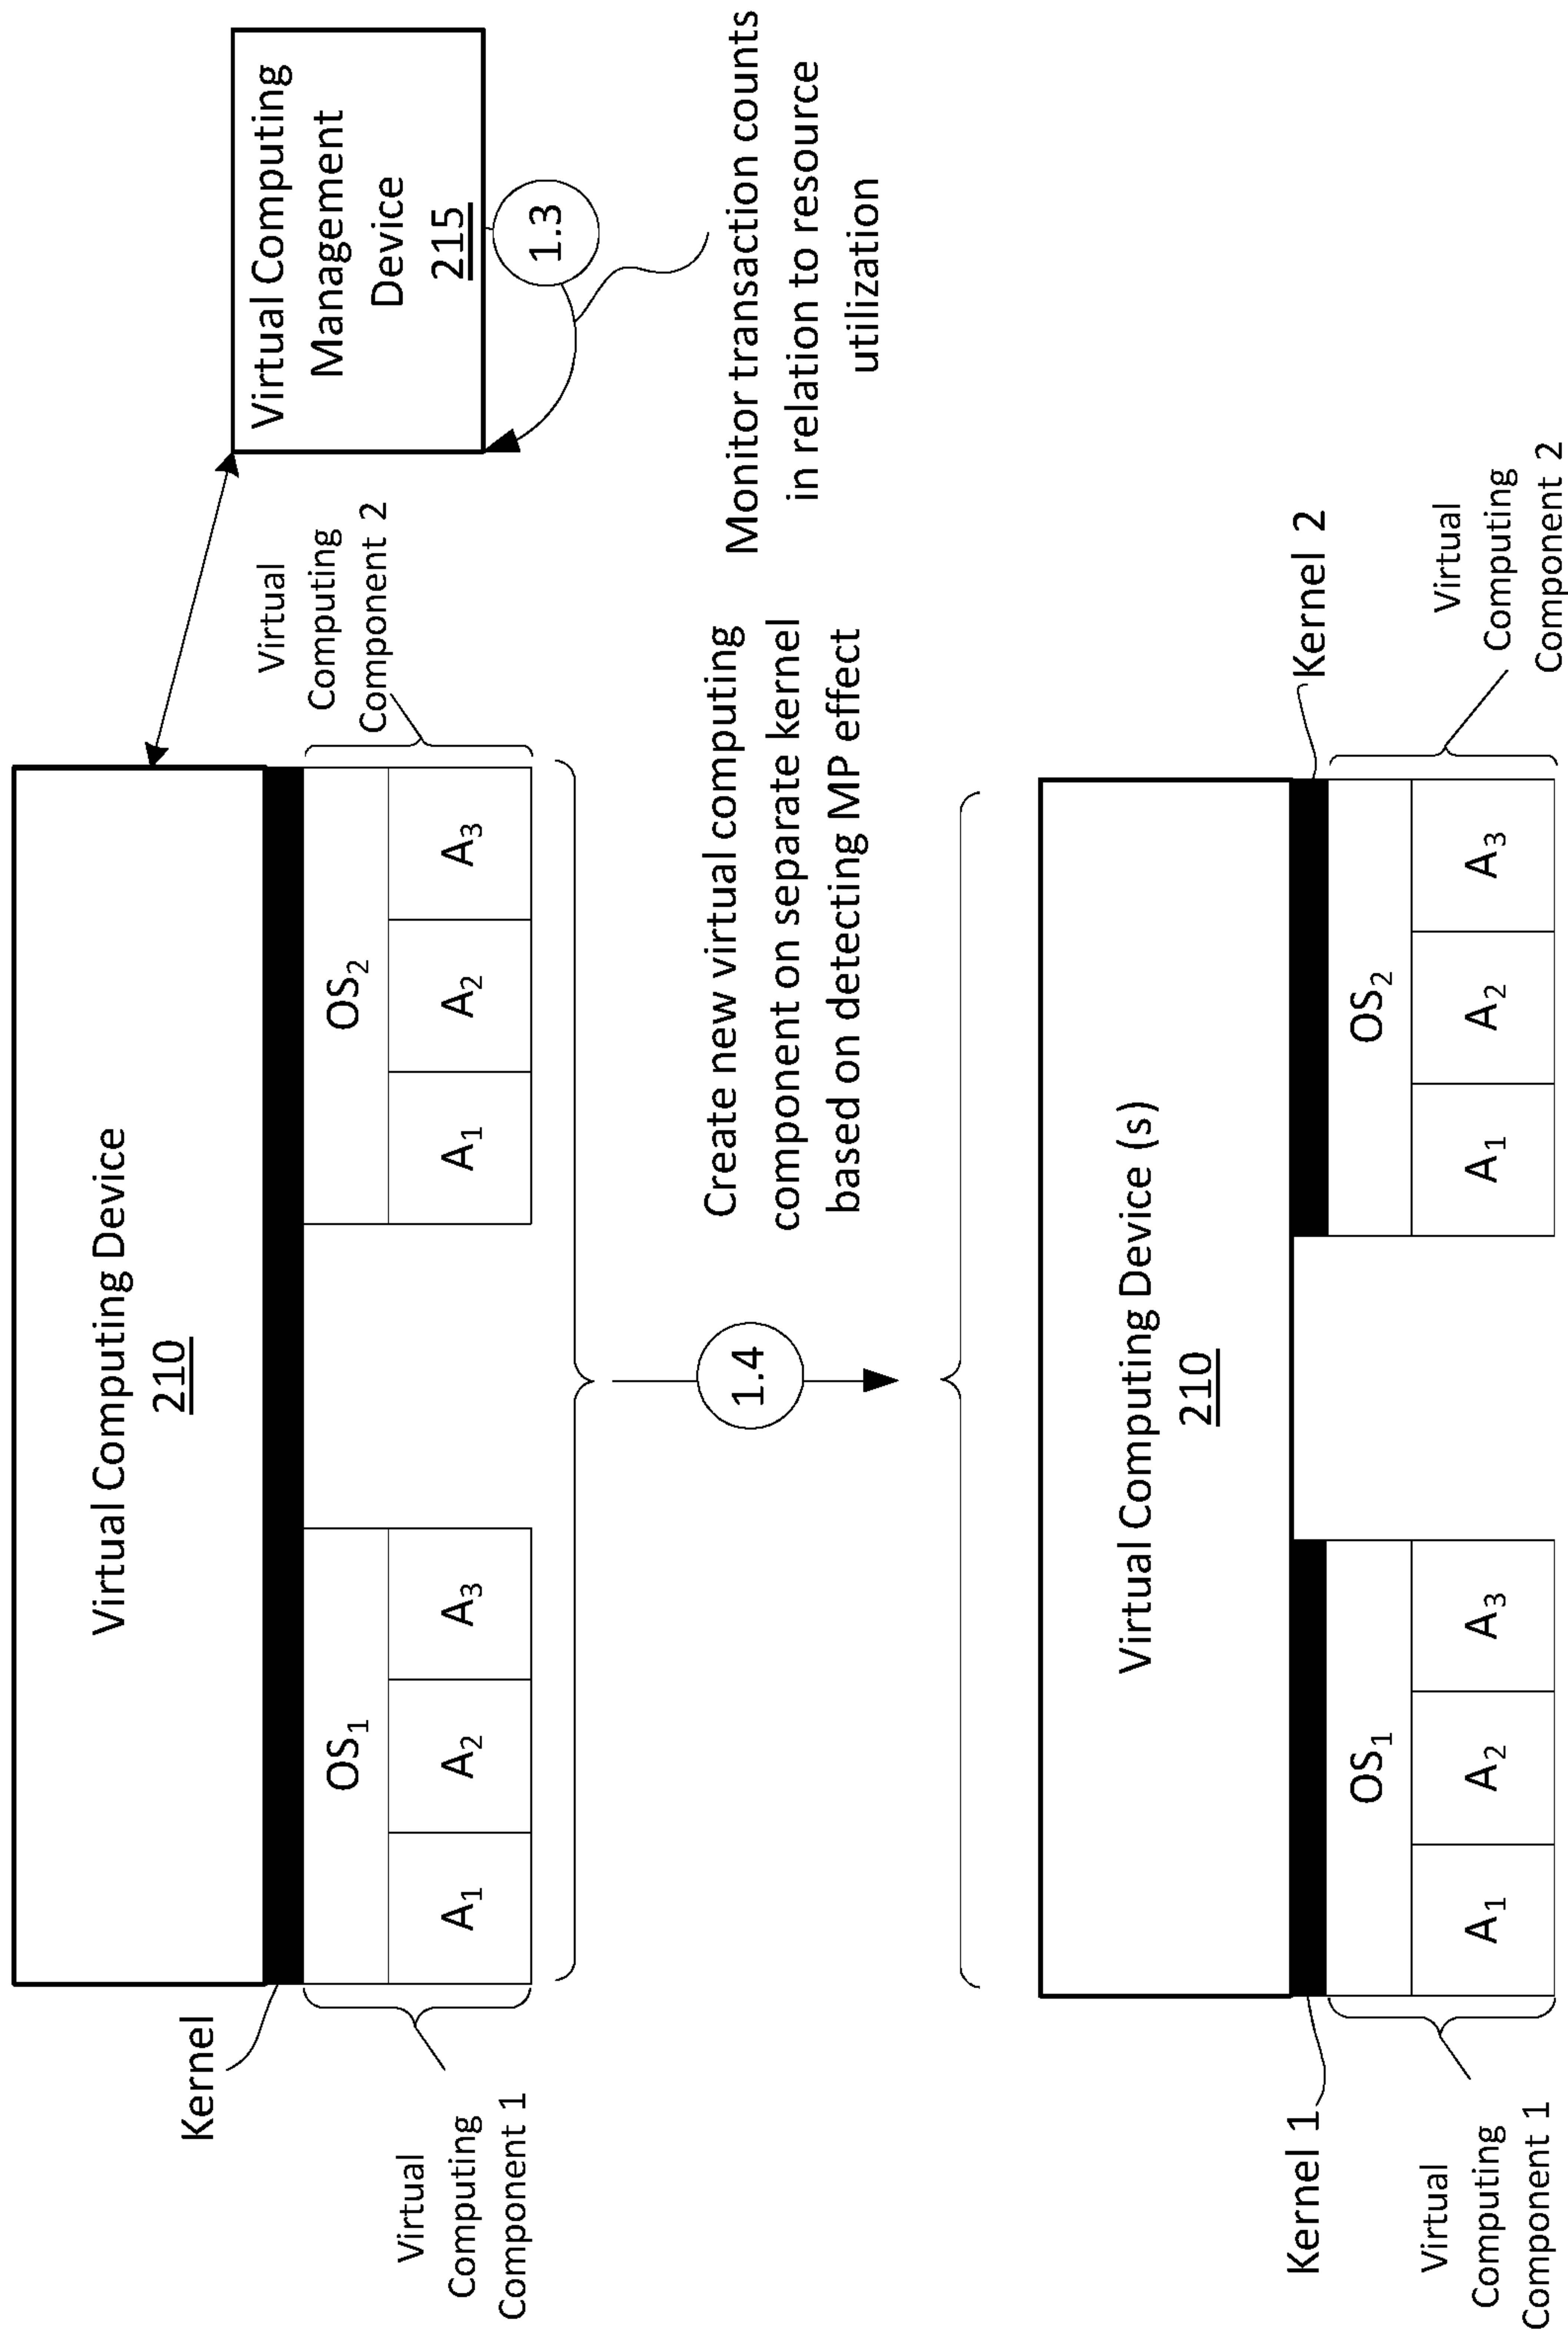 Virtual Computing Device
210
Virtual Computing
Management
Device
215
1.3
Monitor transaction counts
in relation to resource
utilization
Kernel
OS₁
A₁
A₂
A₃
OS₂
A₁
A₂
A₃
Virtual
Computing
Component 1
Virtual
Computing
Component 2
1.4
Create new virtual computing
component on separate kernel
based on detecting MP effect
Virtual Computing Device (s)
210
Kernel 1
Kernel 2
OS₁
A₁
A₂
A₃
OS₂
A₁
A₂
A₃
Virtual
Computing
Component 1
Virtual
Computing
Component 2